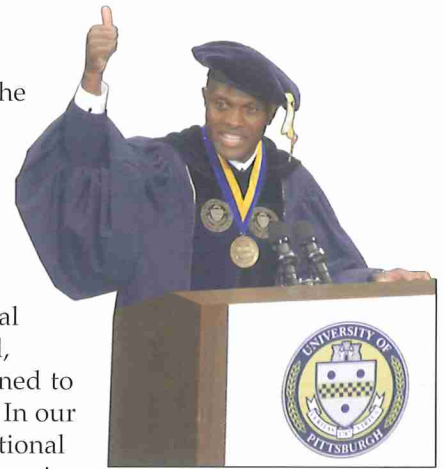 he
al
l,
ned to
In our
tional
UNIVERSITY OF
PITTSBURGH